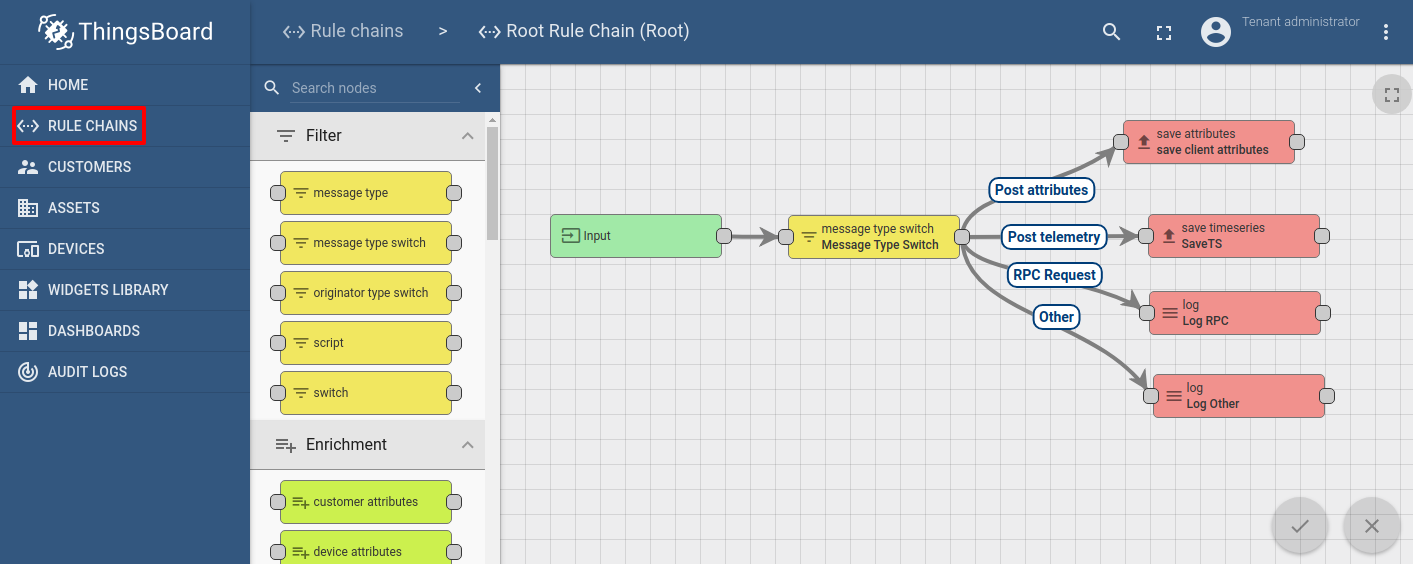 ThingsBoard
HOME
RULE CHAINS
CUSTOMERS
ASSETS
DEVICES
WIDGETS LIBRARY
DASHBOARDS
AUDIT LOGS
Rule chains > Root Rule Chain (Root)
Tenant administrator
Search nodes
Filter
message type
message type switch
originator type switch
script
switch
Enrichment
customer attributes
device attributes
Input
message type switch
Message Type Switch
Post attributes
Post telemetry
RPC Request
Other
save attributes
save client attributes
save timeseries
SaveTS
log
Log RPC
log
Log Other